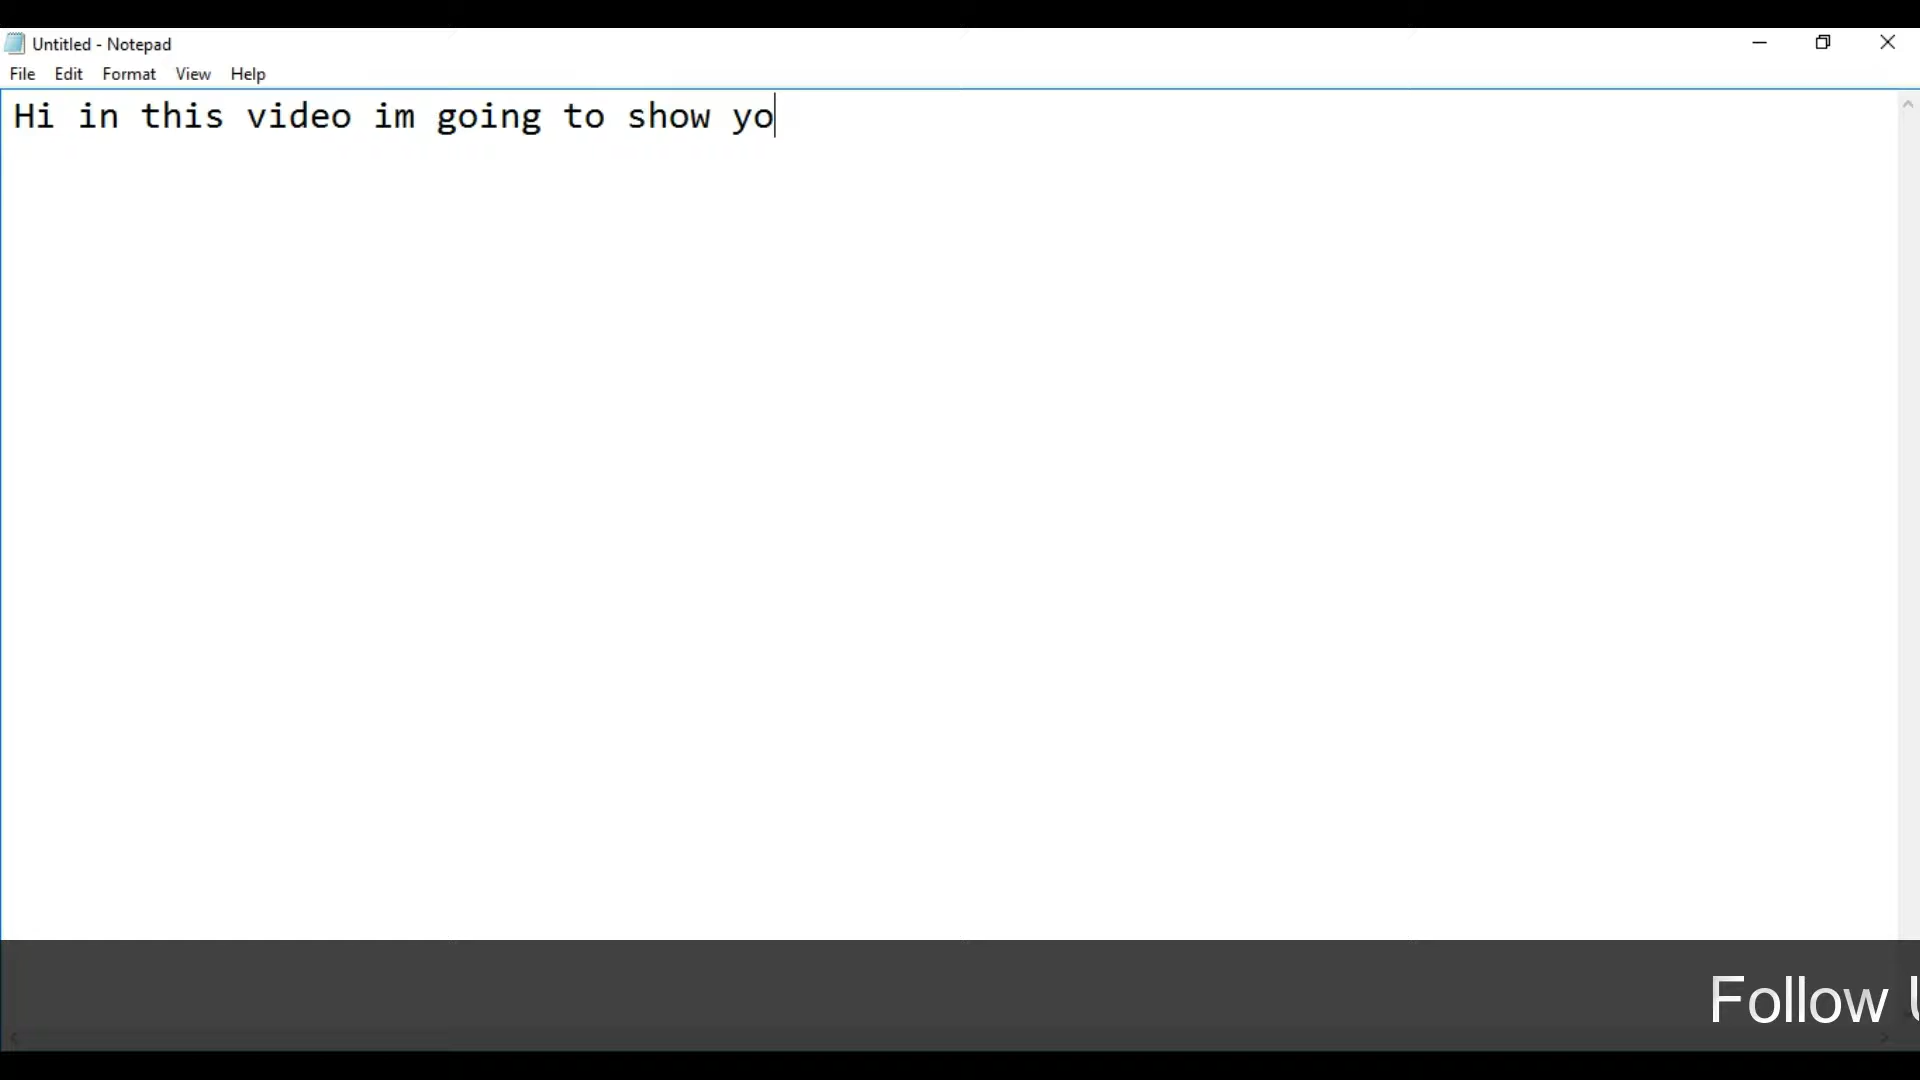 Untitled - Notepad
File Edit Format View Help
Hi in this video im going to show yo
Follow